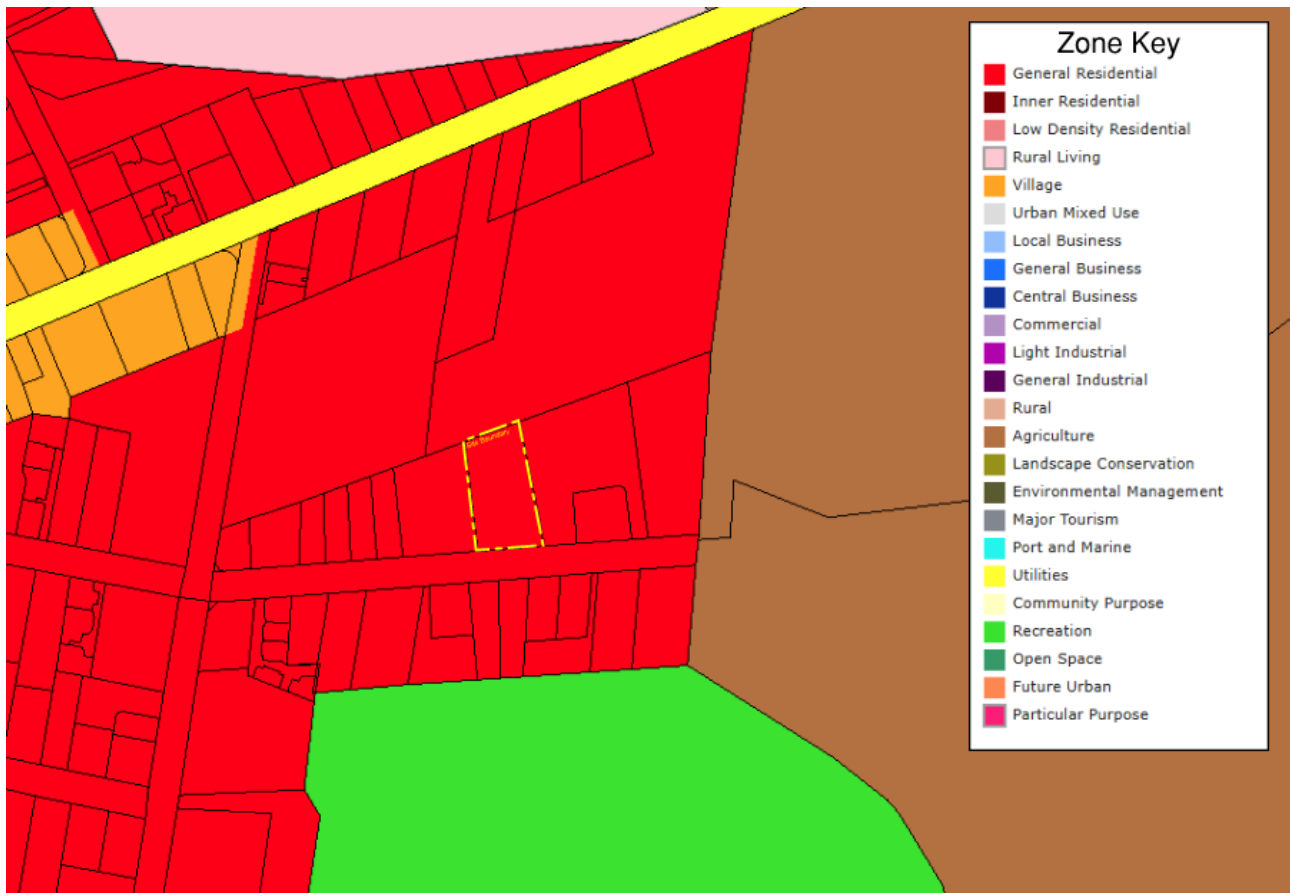 Zone Key
General Residential
Inner Residential
Low Density Residential
Rural Living
Village
Urban Mixed Use
Local Business
General Business
Central Business
Commercial
Light Industrial
General Industrial
Rural
Agriculture
Landscape Conservation
Environmental Management
Major Tourism
Port and Marine
Utilities
Community Purpose
Recreation
Open Space
Future Urban
Particular Purpose
Site Boundary